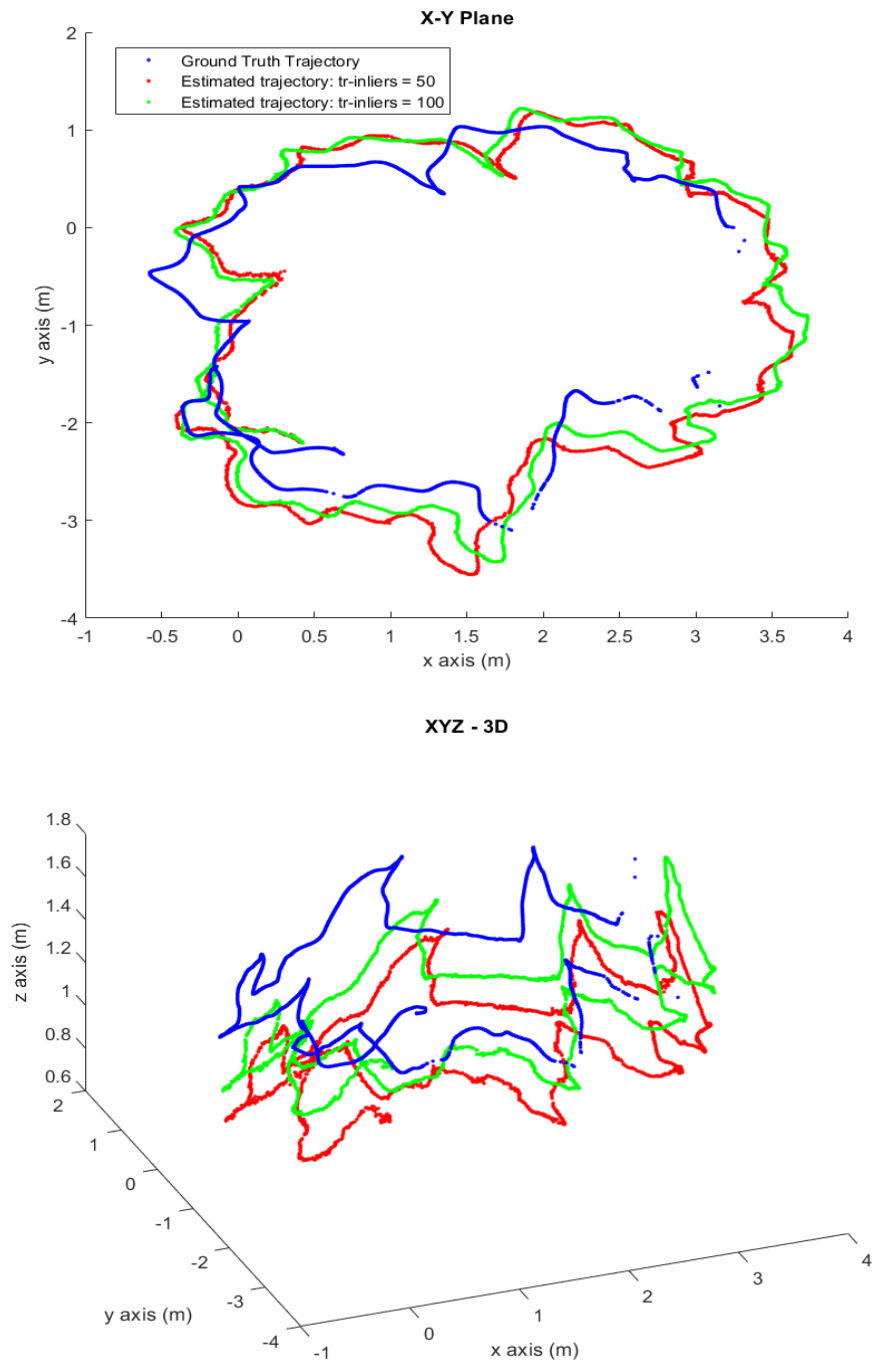 X-Y Plane
2
Ground Truth Trajectory
Estimated trajectory: tr-inliers = 50
Estimated trajectory: tr-inliers = 100
1
0
-1
-2
-3
-4
y axis (m)
-1 -0.5 0 0.5 1 1.5 2 2.5 3 3.5 4
x axis (m)
XYZ - 3D
1.8
1.6
1.4
1.2
1
0.8
0.6
z axis (m)
2
1
0
-1
-2
-3
-4
y axis (m)
-1 0 1 2 3 4
x axis (m)